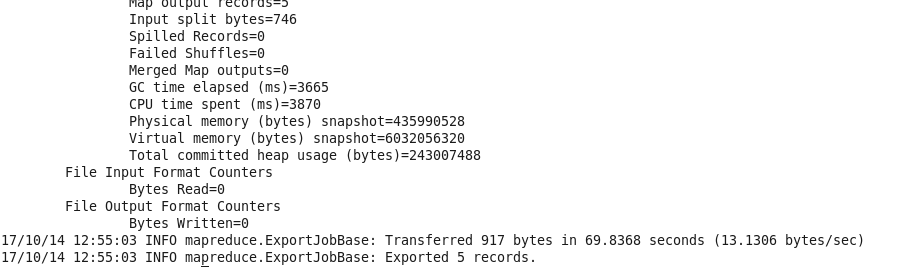 Map output records=5
Input split bytes=746
Spilled Records=0
Failed Shuffles=0
Merged Map outputs=0
GC time elapsed (ms)=3665
CPU time spent (ms)=3870
Physical memory (bytes) snapshot=435990528
Virtual memory (bytes) snapshot=6032056320
Total committed heap usage (bytes)=243007488
File Input Format Counters
Bytes Read=0
File Output Format Counters
Bytes Written=0
17/10/14 12:55:03 INFO mapreduce.ExportJobBase: Transferred 917 bytes in 69.8368 seconds (13.1306 bytes/sec)
17/10/14 12:55:03 INFO mapreduce.ExportJobBase: Exported 5 records.